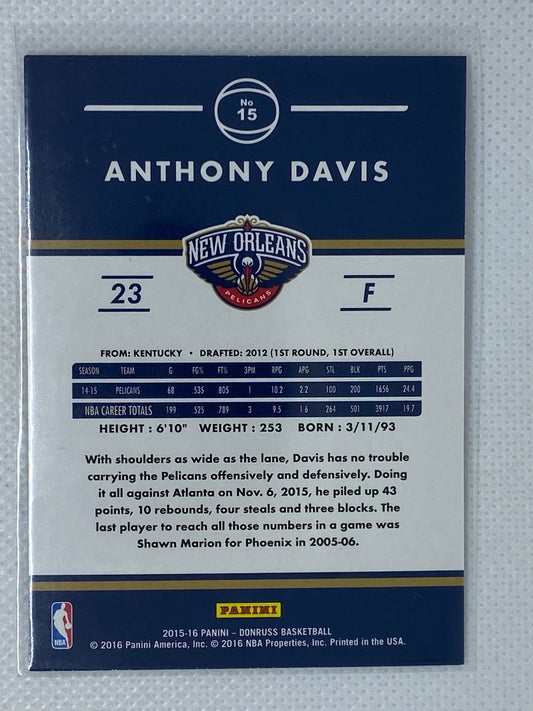 No
15
ANTHONY DAVIS
NEW ORLEANS
PELICANS
23
F
FROM: KENTUCKY • DRAFTED: 2012 (1ST ROUND, 1ST OVERALL)
SEASON TEAM G FG% FT% 3PM RPG APG STL BLK PTS PPG
14-15 PELICANS 68 .535 .805 1 10.2 2.2 100 200 1656 24.4
NBA CAREER TOTALS 199 .525 .789 3 9.5 1.6 264 501 3917 19.7
HEIGHT : 6'10" WEIGHT : 253 BORN : 3/11/93
With shoulders as wide as the lane, Davis has no trouble
carrying the Pelicans offensively and defensively. Doing
it all against Atlanta on Nov. 6, 2015, he piled up 43
points, 10 rebounds, four steals and three blocks. The
last player to reach all those numbers in a game was
Shawn Marion for Phoenix in 2005-06.
PANINI
NBA
2015-16 PANINI – DONRUSS BASKETBALL
© 2016 Panini America, Inc. © 2016 NBA Properties, Inc. Printed in the USA.